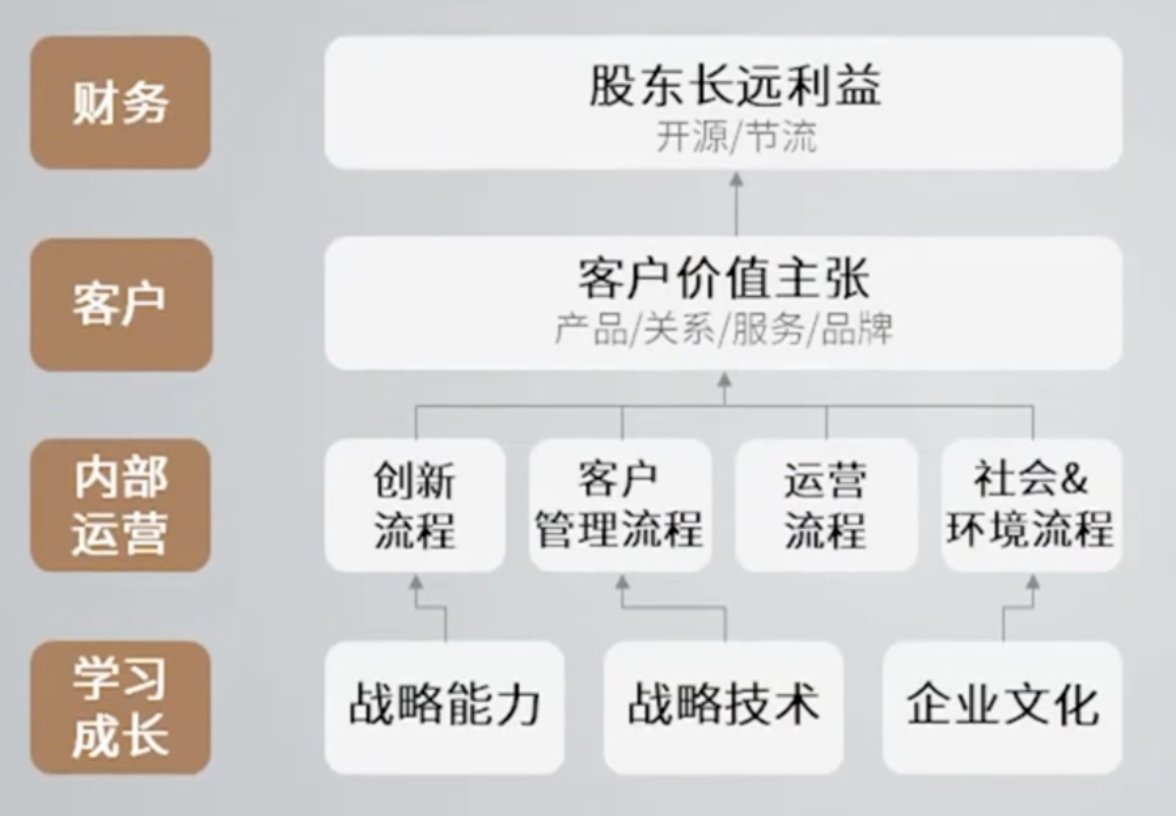 财务
股东长远利益
开源/节流
客户
客户价值主张
产品/关系/服务/品牌
内部
运营
创新
流程
客户
管理流程
运营
流程
社会&
环境流程
学习
成长
战略能力
战略技术
企业文化